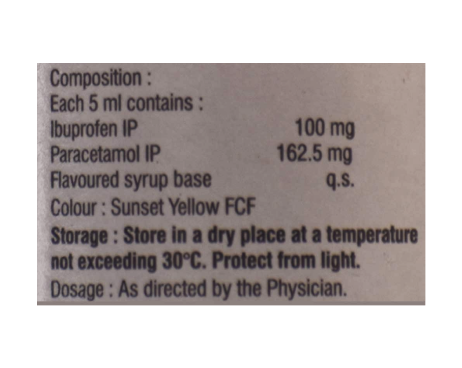 Composition :
Each 5 ml contains :
Ibuprofen IP 100 mg
Paracetamol IP 162.5 mg
Flavoured syrup base q.s.
Colour : Sunset Yellow FCF
Storage : Store in a dry place at a temperature
not exceeding 30°C. Protect from light.
Dosage : As directed by the Physician.